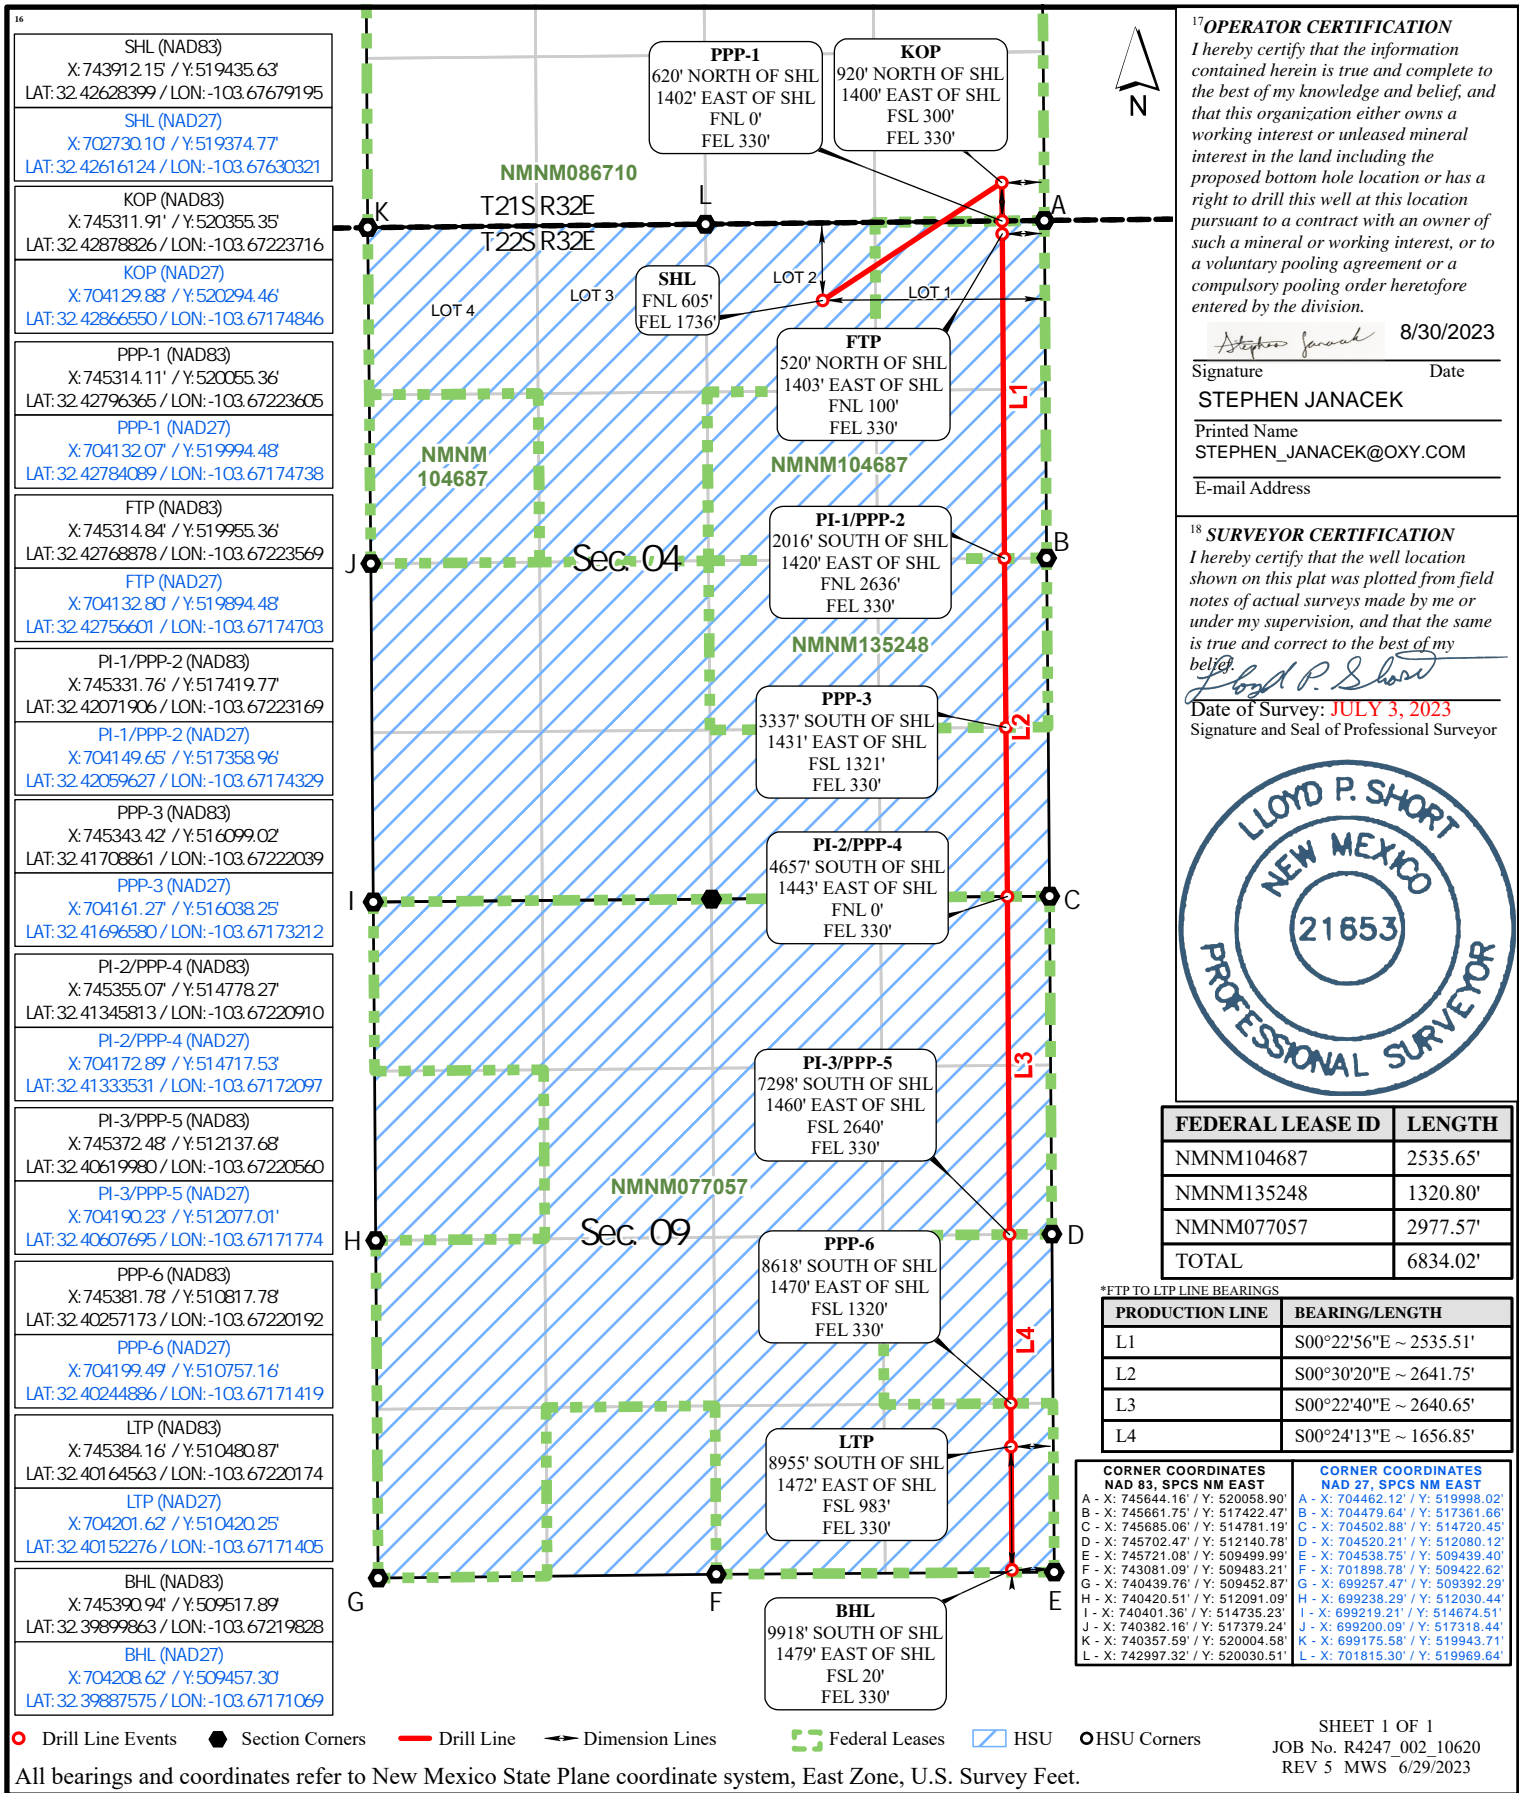 16
SHL (NAD83)
X:743912.15' / Y:519435.63'
LAT:32.42628399 / LON:-103.67679195
SHL (NAD27)
X:702730.10' / Y:519374.77'
LAT:32.42616124 / LON:-103.67630321
KOP (NAD83)
X:745311.91' / Y:520355.35'
LAT:32.42878826 / LON:-103.67223716
KOP (NAD27)
X:704129.88' / Y:520294.46'
LAT:32.42866550 / LON:-103.67174846
PPP-1 (NAD83)
X:745314.11' / Y:520055.36'
LAT:32.42796365 / LON:-103.67223605
PPP-1 (NAD27)
X:704132.07' / Y:519994.48'
LAT:32.42784089 / LON:-103.67174738
FTP (NAD83)
X:745314.84' / Y:519955.36'
LAT:32.42768878 / LON:-103.67223569
FTP (NAD27)
X:704132.80' / Y:519894.48'
LAT:32.42756601 / LON:-103.67174703
PI-1/PPP-2 (NAD83)
X:745331.76' / Y:517419.77'
LAT:32.42071906 / LON:-103.67223169
PI-1/PPP-2 (NAD27)
X:704149.65' / Y:517358.96'
LAT:32.42059627 / LON:-103.67174329
PPP-3 (NAD83)
X:745343.42' / Y:516099.02'
LAT:32.41708861 / LON:-103.67222039
PPP-3 (NAD27)
X:704161.27' / Y:516038.25'
LAT:32.41696580 / LON:-103.67173212
PI-2/PPP-4 (NAD83)
X:745355.07' / Y:514778.27'
LAT:32.41345813 / LON:-103.67220910
PI-2/PPP-4 (NAD27)
X:704172.89' / Y:514717.53'
LAT:32.41333531 / LON:-103.67172097
PI-3/PPP-5 (NAD83)
X:745372.48' / Y:512137.68'
LAT:32.40619980 / LON:-103.67220560
PI-3/PPP-5 (NAD27)
X:704190.23' / Y:512077.01'
LAT:32.40607695 / LON:-103.67171774
PPP-6 (NAD83)
X:745381.78' / Y:510817.78'
LAT:32.40257173 / LON:-103.67220192
PPP-6 (NAD27)
X:704199.49' / Y:510757.16'
LAT:32.40244886 / LON:-103.67171419
LTP (NAD83)
X:745384.16' / Y:510480.87'
LAT:32.40164563 / LON:-103.67220174
LTP (NAD27)
X:704201.62' / Y:510420.25'
LAT:32.40152276 / LON:-103.67171405
BHL (NAD83)
X:745390.94' / Y:509517.89'
LAT:32.39899863 / LON:-103.67219828
BHL (NAD27)
X:704208.62' / Y:509457.30'
LAT:32.39887575 / LON:-103.67171069
PPP-1
620' NORTH OF SHL
1402' EAST OF SHL
FNL 0'
FEL 330'
KOP
920' NORTH OF SHL
1400' EAST OF SHL
FSL 300'
FEL 330'
N
NMNM086710
K
T21S R32E
L
A
T22S R32E
SHL
FNL 605'
FEL 1736'
LOT 4
LOT 3
LOT 2
LOT 1
FTP
520' NORTH OF SHL
1403' EAST OF SHL
FNL 100'
FEL 330'
L1
NMNM
104687
NMNM104687
PI-1/PPP-2
2016' SOUTH OF SHL
1420' EAST OF SHL
FNL 2636'
FEL 330'
J
Sec. 04
B
NMNM135248
PPP-3
3337' SOUTH OF SHL
1431' EAST OF SHL
FSL 1321'
FEL 330'
L2
PI-2/PPP-4
4657' SOUTH OF SHL
1443' EAST OF SHL
FNL 0'
FEL 330'
I
C
L3
PI-3/PPP-5
7298' SOUTH OF SHL
1460' EAST OF SHL
FSL 2640'
FEL 330'
NMNM077057
H
Sec. 09
D
PPP-6
8618' SOUTH OF SHL
1470' EAST OF SHL
FSL 1320'
FEL 330'
L4
LTP
8955' SOUTH OF SHL
1472' EAST OF SHL
FSL 983'
FEL 330'
G
F
E
BHL
9918' SOUTH OF SHL
1479' EAST OF SHL
FSL 20'
FEL 330'
17 OPERATOR CERTIFICATION
I hereby certify that the information
contained herein is true and complete to
the best of my knowledge and belief, and
that this organization either owns a
working interest or unleased mineral
interest in the land including the
proposed bottom hole location or has a
right to drill this well at this location
pursuant to a contract with an owner of
such a mineral or working interest, or to
a voluntary pooling agreement or a
compulsory pooling order heretofore
entered by the division.
Stephen Janacek 8/30/2023
Signature Date
STEPHEN JANACEK
Printed Name
STEPHEN_JANACEK@OXY.COM
E-mail Address
18 SURVEYOR CERTIFICATION
I hereby certify that the well location
shown on this plat was plotted from field
notes of actual surveys made by me or
under my supervision, and that the same
is true and correct to the best of my
belief.
Lloyd P. Short
Date of Survey: JULY 3, 2023
Signature and Seal of Professional Surveyor
LLOYD P. SHORT
NEW MEXICO
21653
PROFESSIONAL SURVEYOR
FEDERAL LEASE ID LENGTH
NMNM104687 2535.65'
NMNM135248 1320.80'
NMNM077057 2977.57'
TOTAL 6834.02'
*FTP TO LTP LINE BEARINGS
PRODUCTION LINE BEARING/LENGTH
L1 S00°22'56"E ~ 2535.51'
L2 S00°30'20"E ~ 2641.75'
L3 S00°22'40"E ~ 2640.65'
L4 S00°24'13"E ~ 1656.85'
CORNER COORDINATES
NAD 83, SPCS NM EAST
A - X: 745644.16' / Y: 520058.90'
B - X: 745661.75' / Y: 517422.47'
C - X: 745685.06' / Y: 514781.19'
D - X: 745702.47' / Y: 512140.78'
E - X: 745721.08' / Y: 509499.99'
F - X: 743081.09' / Y: 509483.21'
G - X: 740439.76' / Y: 509452.87'
H - X: 740420.51' / Y: 512091.09'
I - X: 740401.36' / Y: 514735.23'
J - X: 740382.16' / Y: 517379.24'
K - X: 740357.59' / Y: 520004.58'
L - X: 742997.32' / Y: 520030.51'
CORNER COORDINATES
NAD 27, SPCS NM EAST
A - X: 704462.12' / Y: 519998.02'
B - X: 704479.64' / Y: 517361.66'
C - X: 704502.88' / Y: 514720.45'
D - X: 704520.21' / Y: 512080.12'
E - X: 704538.75' / Y: 509439.40'
F - X: 701898.78' / Y: 509422.62'
G - X: 699257.47' / Y: 509392.29'
H - X: 699238.29' / Y: 512030.44'
I - X: 699219.21' / Y: 514674.51'
J - X: 699200.09' / Y: 517318.44'
K - X: 699175.58' / Y: 519943.71'
L - X: 701815.30' / Y: 519969.64'
Drill Line Events Section Corners Drill Line Dimension Lines Federal Leases HSU HSU Corners
SHEET 1 OF 1
JOB No. R4247_002_10620
REV 5 MWS 6/29/2023
All bearings and coordinates refer to New Mexico State Plane coordinate system, East Zone, U.S. Survey Feet.